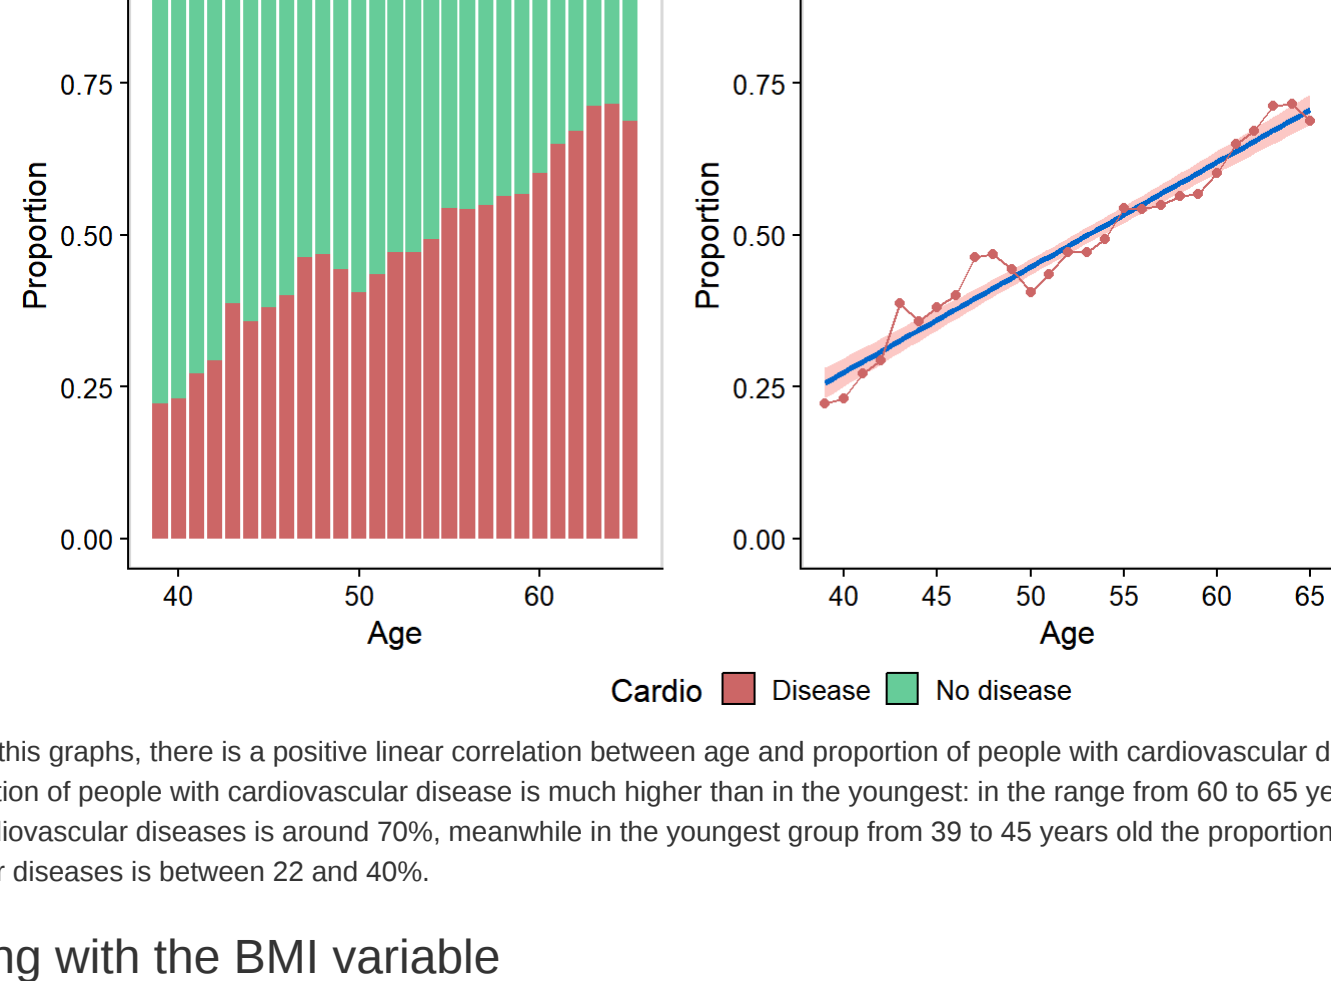 0.75
0.50
0.25
0.00
Proportion
40 50 60
Age
0.75
0.50
0.25
0.00
Proportion
40 45 50 55 60 65
Age
Cardio Disease No disease
this graphs, there is a positive linear correlation between age and proportion of people with cardiovascular d
tion of people with cardiovascular disease is much higher than in the youngest: in the range from 60 to 65 ye
diovascular diseases is around 70%, meanwhile in the youngest group from 39 to 45 years old the proportion
r diseases is between 22 and 40%.
ng with the BMI variable